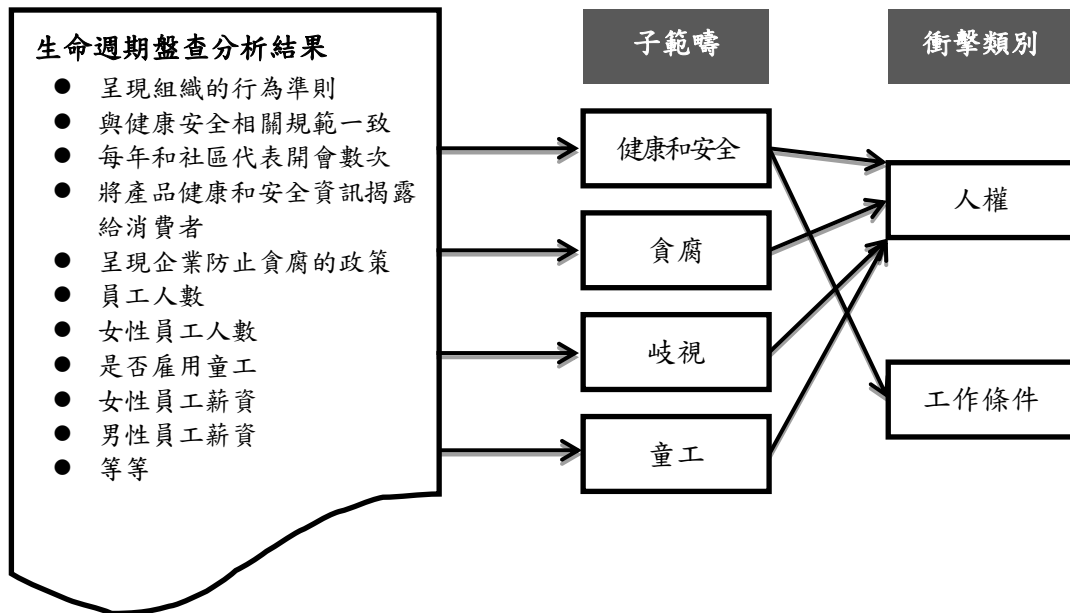 生命週期盤查分析結果
● 呈現組織的行為準則
● 與健康安全相關規範一致
● 每年和社區代表開會數次
● 將產品健康和安全資訊揭露
給消費者
● 呈現企業防止貪腐的政策
● 員工人數
● 女性員工人數
● 是否雇用童工
● 女性員工薪資
● 男性員工薪資
● 等等
子範疇
健康和安全
貪腐
歧視
童工
衝擊類別
人權
工作條件